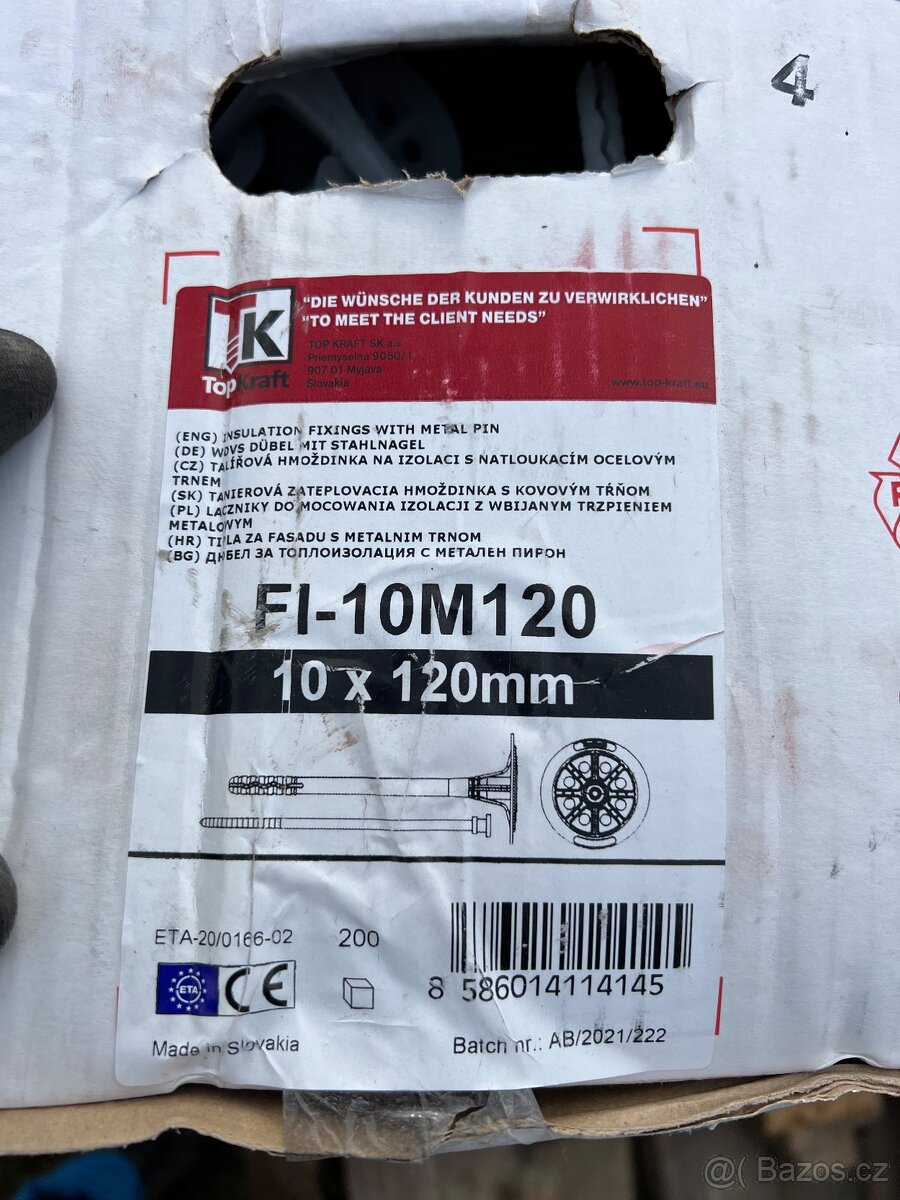 4
TK
TopKraft
"DIE WÜNSCHE DER KUNDEN ZU VERWIRKLICHEN"
"TO MEET THE CLIENT NEEDS"
TOP KRAFT SK a.s.
Priemyselna 9050/1
907 01 Myjava
Slovakia
www.top-kraft.eu
(ENG) INSULATION FIXINGS WITH METAL PIN
(DE) WDVS DÜBEL MIT STAHLNAGEL
(CZ) TALÍŘOVÁ HMOŽDINKA NA IZOLACI S NATLOUKACÍM OCELOVÝM
TRNEM
(SK) TANIEROVÁ ZATEPLOVACIA HMOŽDINKA S KOVOVÝM TŔŇOM
(PL) ŁĄCZNIKY DO MOCOWANIA IZOLACJI Z WBIJANYM TRZPIENIEM
METALOWYM
(HR) TIPLA ZA FASADU S METALNIM TRNOM
(BG) ДЮБЕЛ ЗА ТОПЛОИЗОЛАЦИЯ С МЕТАЛЕН ПИРОН
FI-10M120
10 x 120mm
ETA-20/0166-02
200
ETA
CE
8 586014114145
Made in Slovakia
Batch nr.: AB/2021/222
@( Bazos.cz